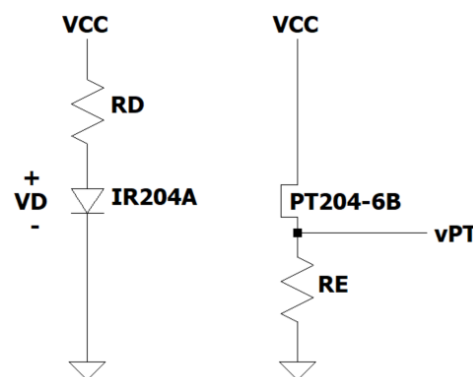 VCC
RD
+
VD
-
IR204A
VCC
PT204-6B
vPT
RE